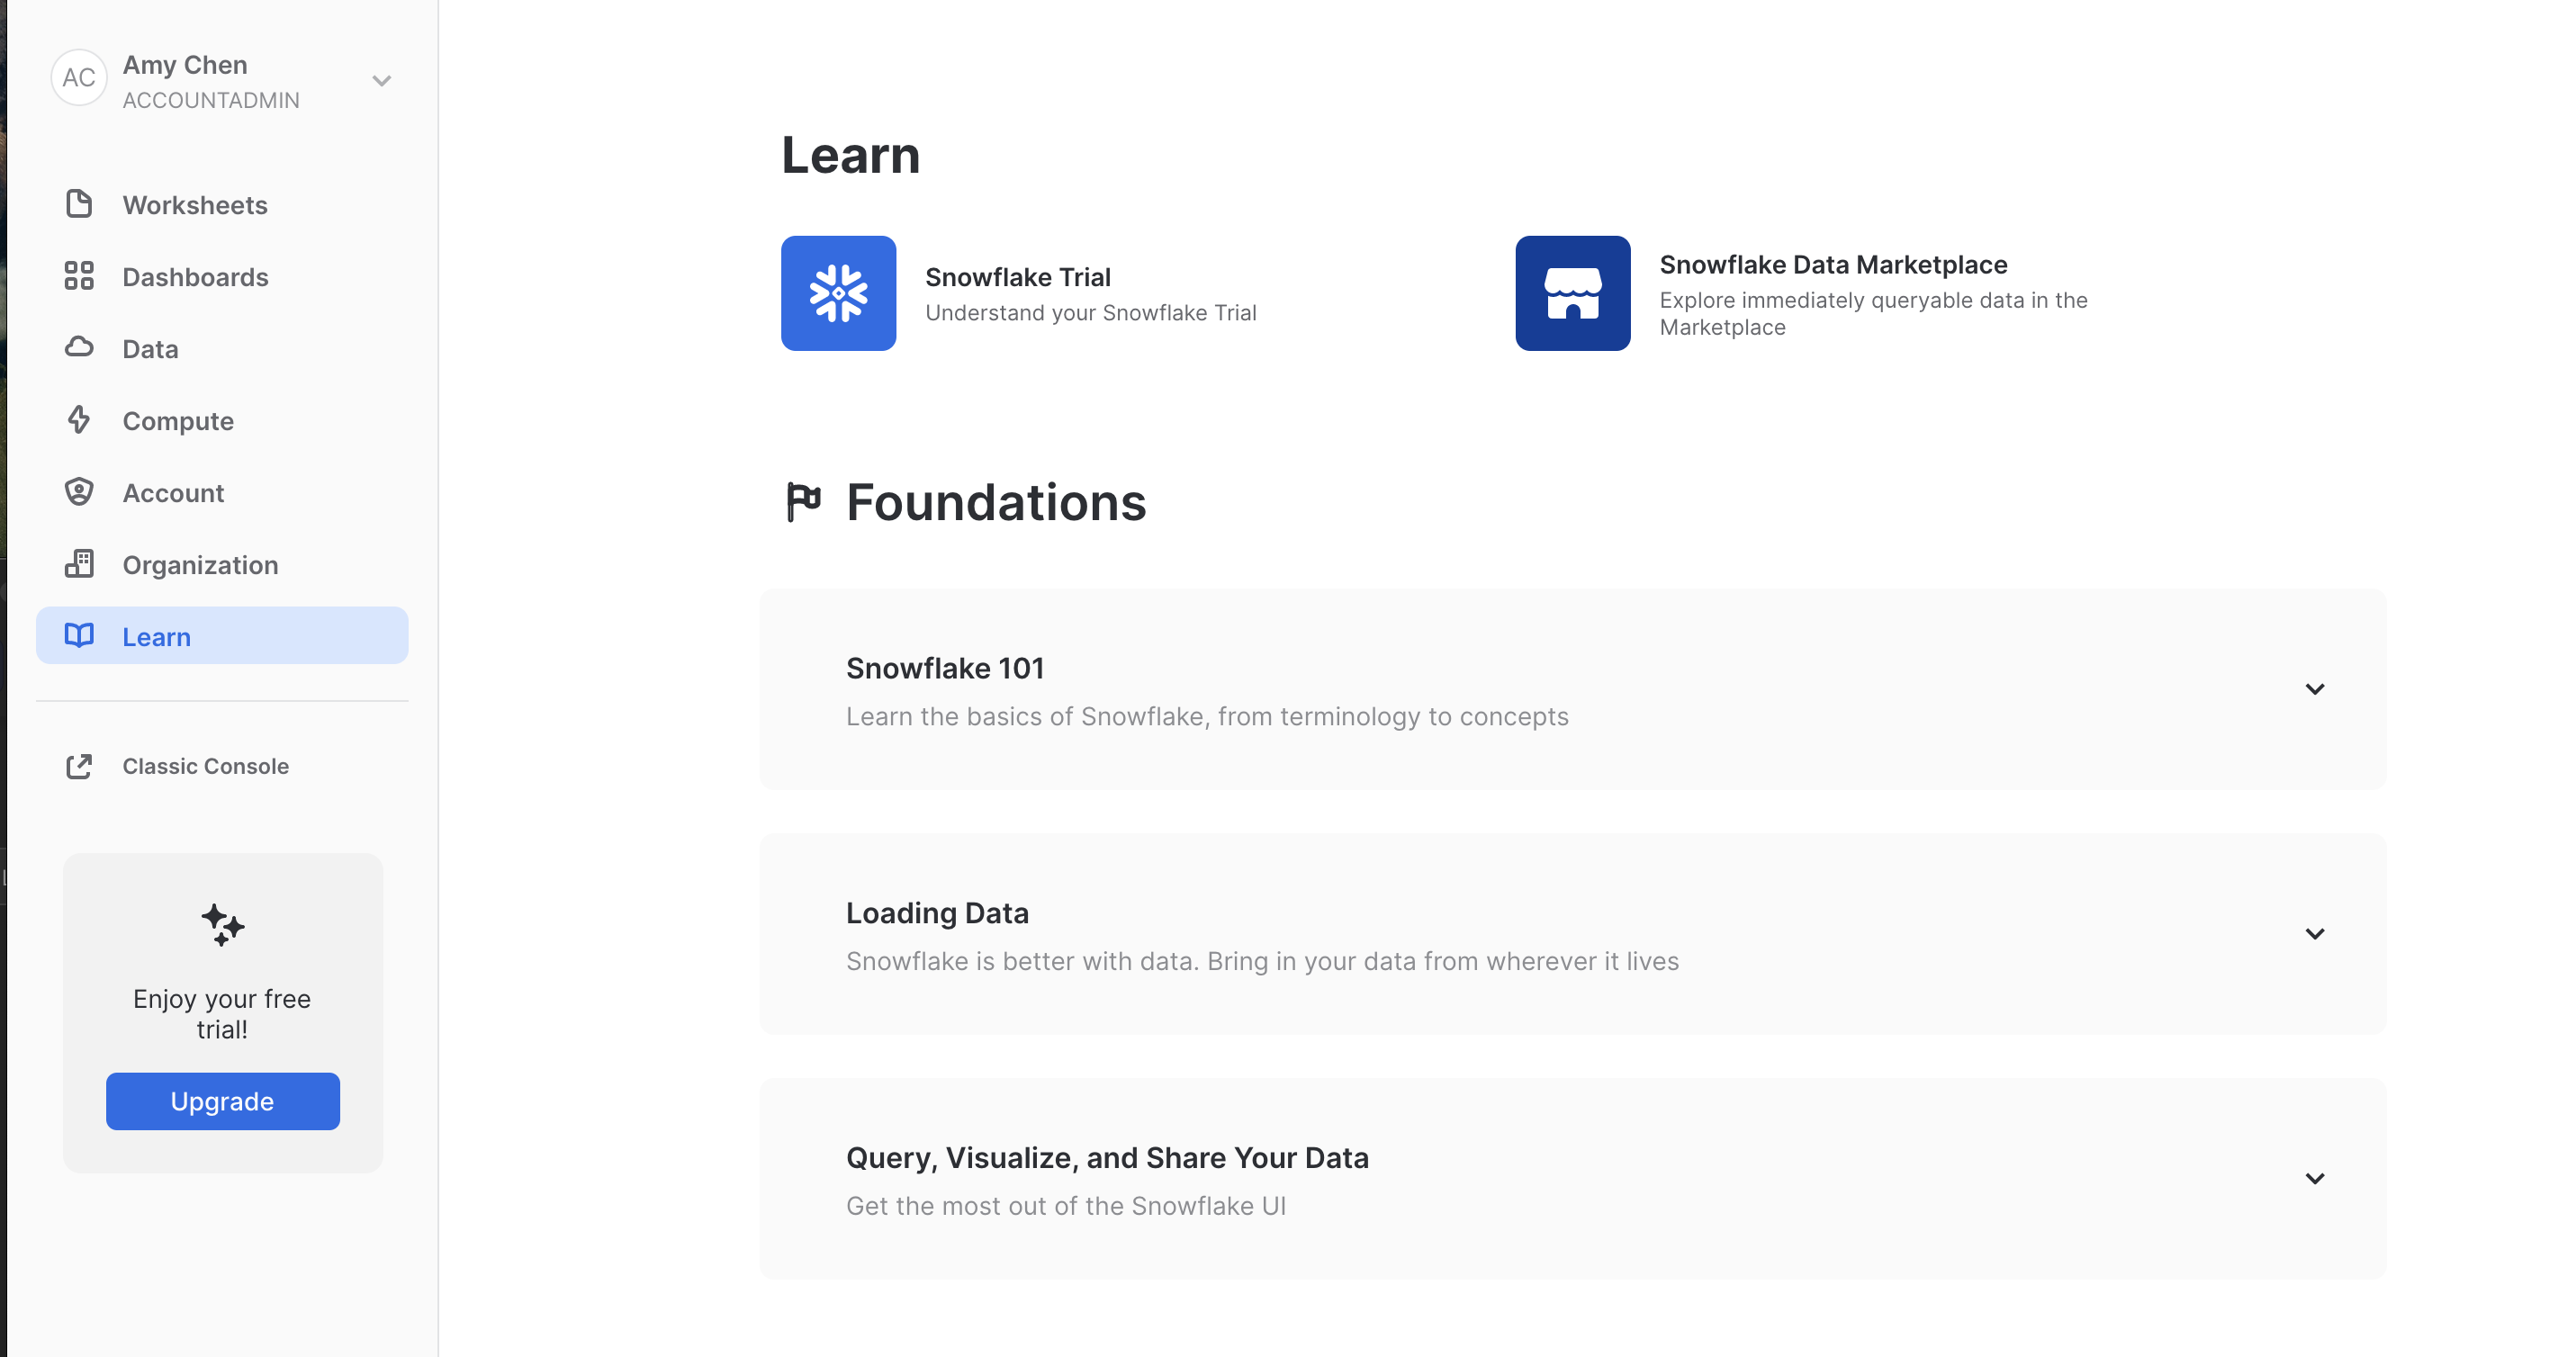 AC
Amy Chen
ACCOUNTADMIN
Worksheets
Dashboards
Data
Compute
Account
Organization
Learn
Classic Console
Enjoy your free
trial!
Upgrade
Learn
Snowflake Trial
Understand your Snowflake Trial
Snowflake Data Marketplace
Explore immediately queryable data in the
Marketplace
Foundations
Snowflake 101
Learn the basics of Snowflake, from terminology to concepts
Loading Data
Snowflake is better with data. Bring in your data from wherever it lives
Query, Visualize, and Share Your Data
Get the most out of the Snowflake UI